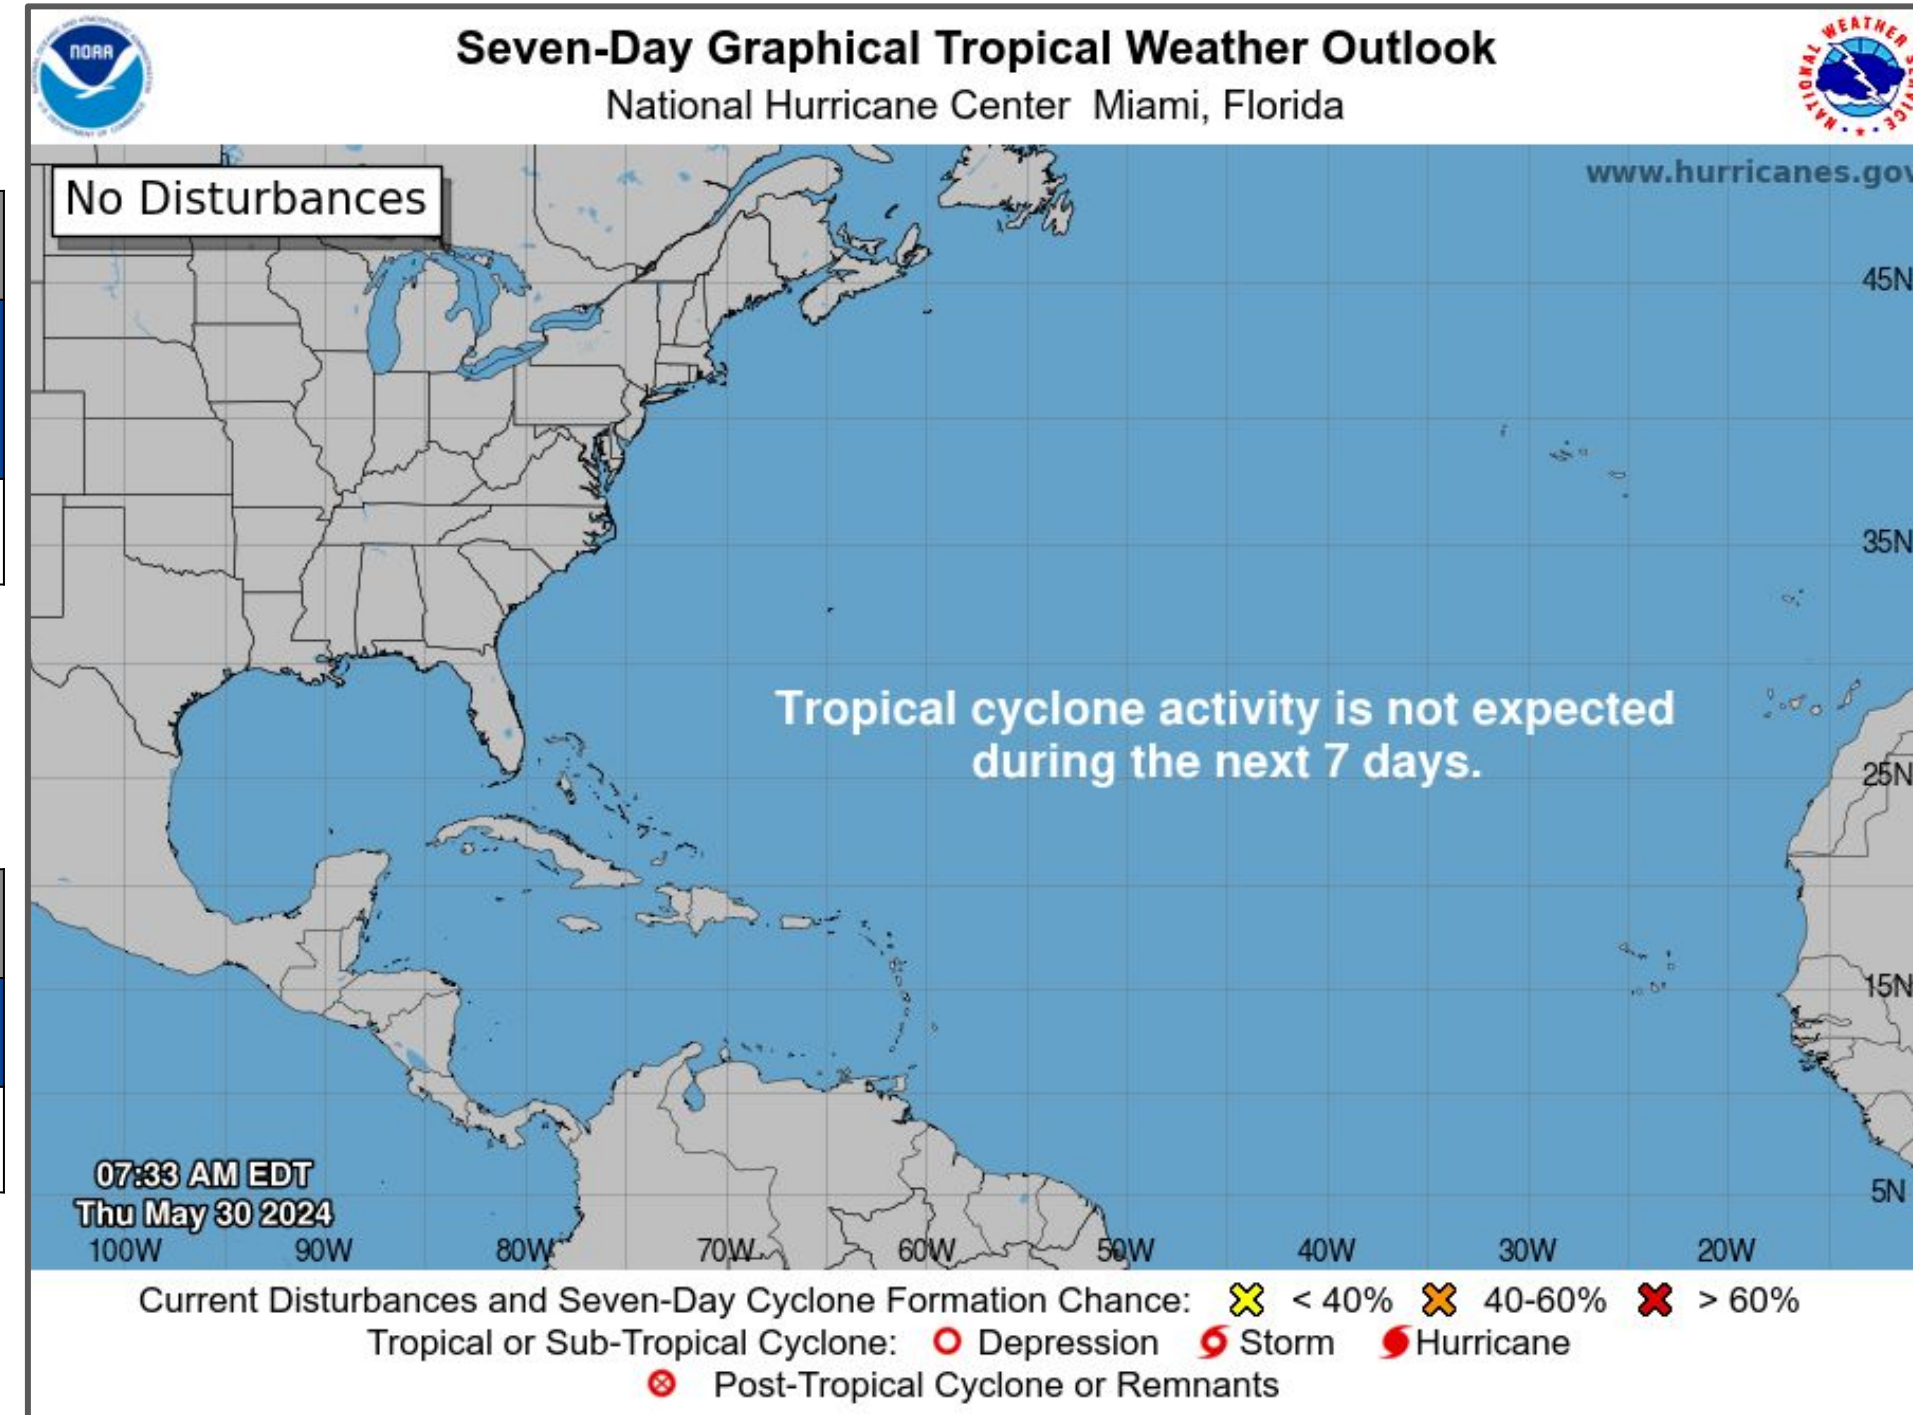 NOAA
Seven-Day Graphical Tropical Weather Outlook
National Hurricane Center Miami, Florida
NATIONAL WEATHER
No Disturbances
www.hurricanes.gov
45N
35N
Tropical cyclone activity is not expected
during the next 7 days.
25N
15N
07:33 AM EDT
Thu May 30 2024
5N
100W 90W 80W 70W 60W 50W 40W 30W 20W
Current Disturbances and Seven-Day Cyclone Formation Chance: < 40% 40-60% > 60%
Tropical or Sub-Tropical Cyclone: Depression Storm Hurricane
Post-Tropical Cyclone or Remnants